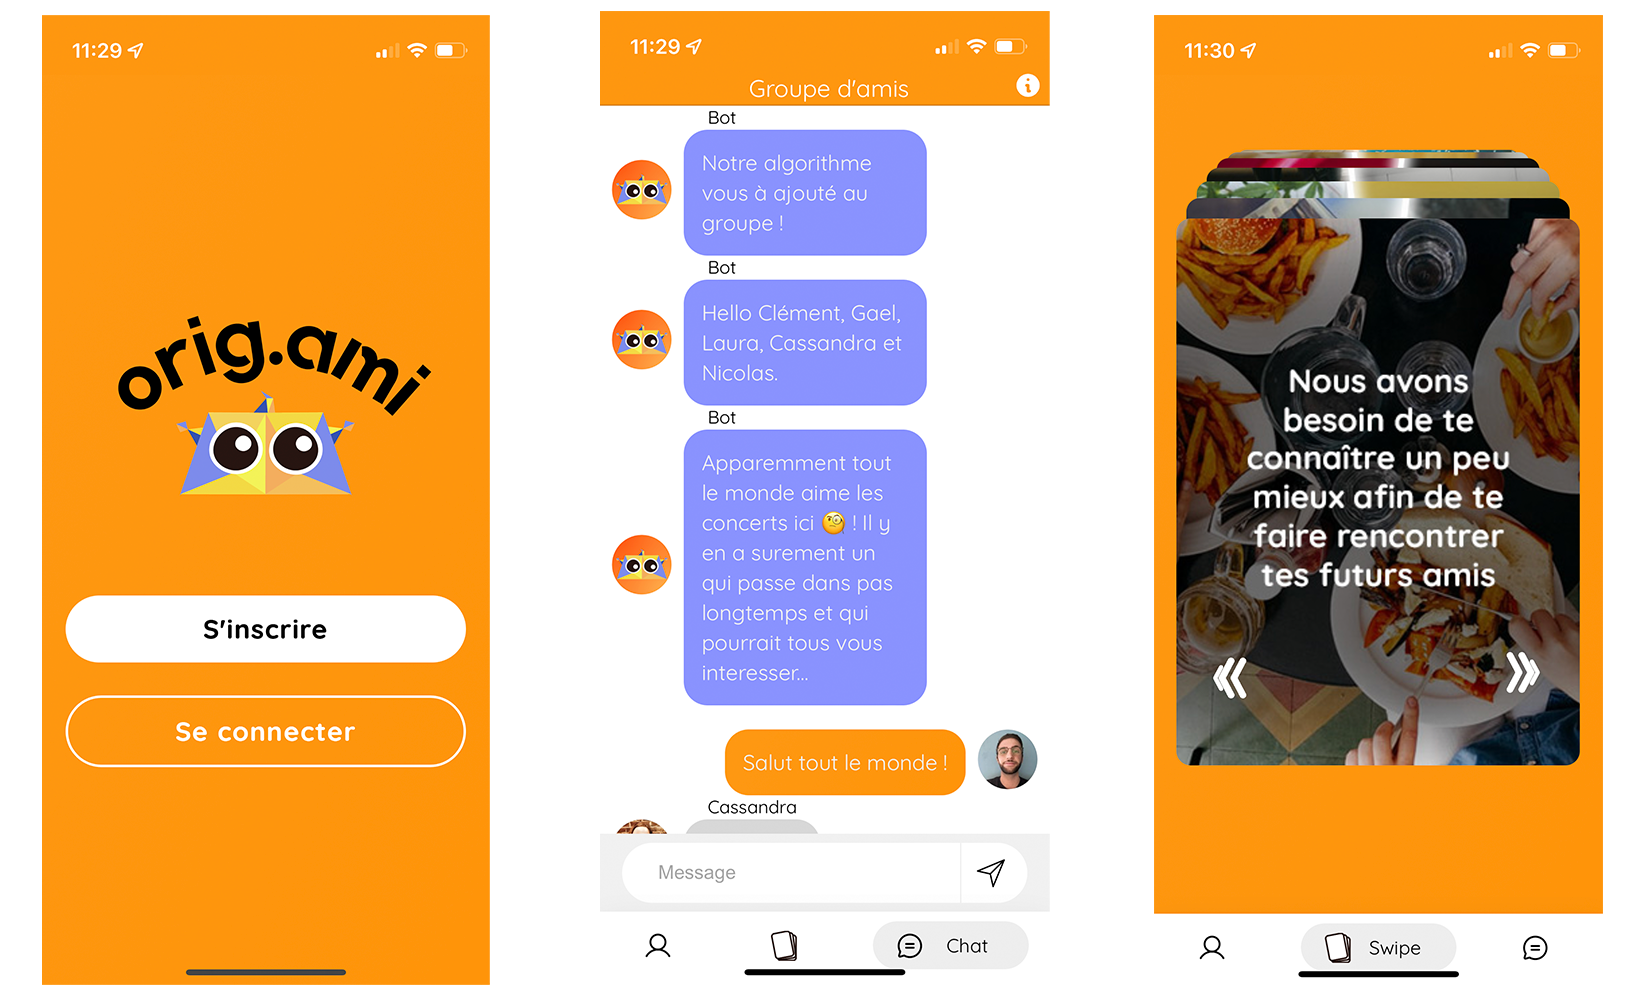 11:29
orig.ami
S'inscrire
Se connecter
11:29
Groupe d'amis
Bot
Notre algorithme
vous à ajouté au
groupe !
Bot
Hello Clément, Gael,
Laura, Cassandra et
Nicolas.
Bot
Apparemment tout
le monde aime les
concerts ici 🧐 ! Il y
en a surement un
qui passe dans pas
longtemps et qui
pourrait tous vous
interesser...
Salut tout le monde !
Cassandra
Message
Chat
11:30
Nous avons
besoin de te
connaître un peu
mieux afin de te
faire rencontrer
tes futurs amis
Swipe